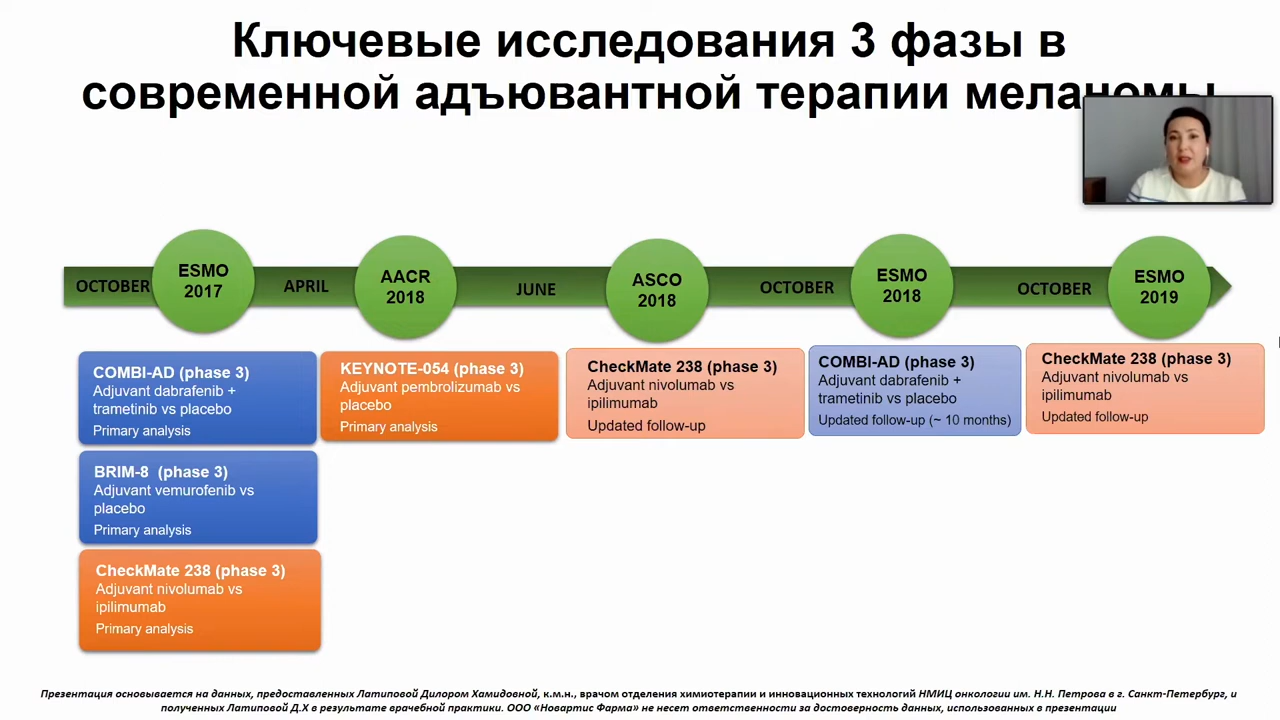 Ключевые исследования 3 фазы в
современной адъювантной терапии меланомы
OCTOBER
ESMO
2017
APRIL
AACR
2018
JUNE
ASCO
2018
OCTOBER
ESMO
2018
OCTOBER
ESMO
2019
COMBI-AD (phase 3)
Adjuvant dabrafenib +
trametinib vs placebo
Primary analysis
BRIM-8 (phase 3)
Adjuvant vemurofenib vs
placebo
Primary analysis
CheckMate 238 (phase 3)
Adjuvant nivolumab vs
ipilimumab
Primary analysis
KEYNOTE-054 (phase 3)
Adjuvant pembrolizumab vs
placebo
Primary analysis
CheckMate 238 (phase 3)
Adjuvant nivolumab vs
ipilimumab
Updated follow-up
COMBI-AD (phase 3)
Adjuvant dabrafenib +
trametinib vs placebo
Updated follow-up (~ 10 months)
CheckMate 238 (phase 3)
Adjuvant nivolumab vs
ipilimumab
Updated follow-up
Презентация основывается на данных, предоставленных Латиповой Дилором Хамидовной, к.м.н., врачом отделения химиотерапии и инновационных технологий НМИЦ онкологии им. Н.Н. Петрова в г. Санкт-Петербург, и
полученных Латиповой Д.Х в результате врачебной практики. ООО «Новартис Фарма» не несет ответственности за достоверность данных, использованных в презентации